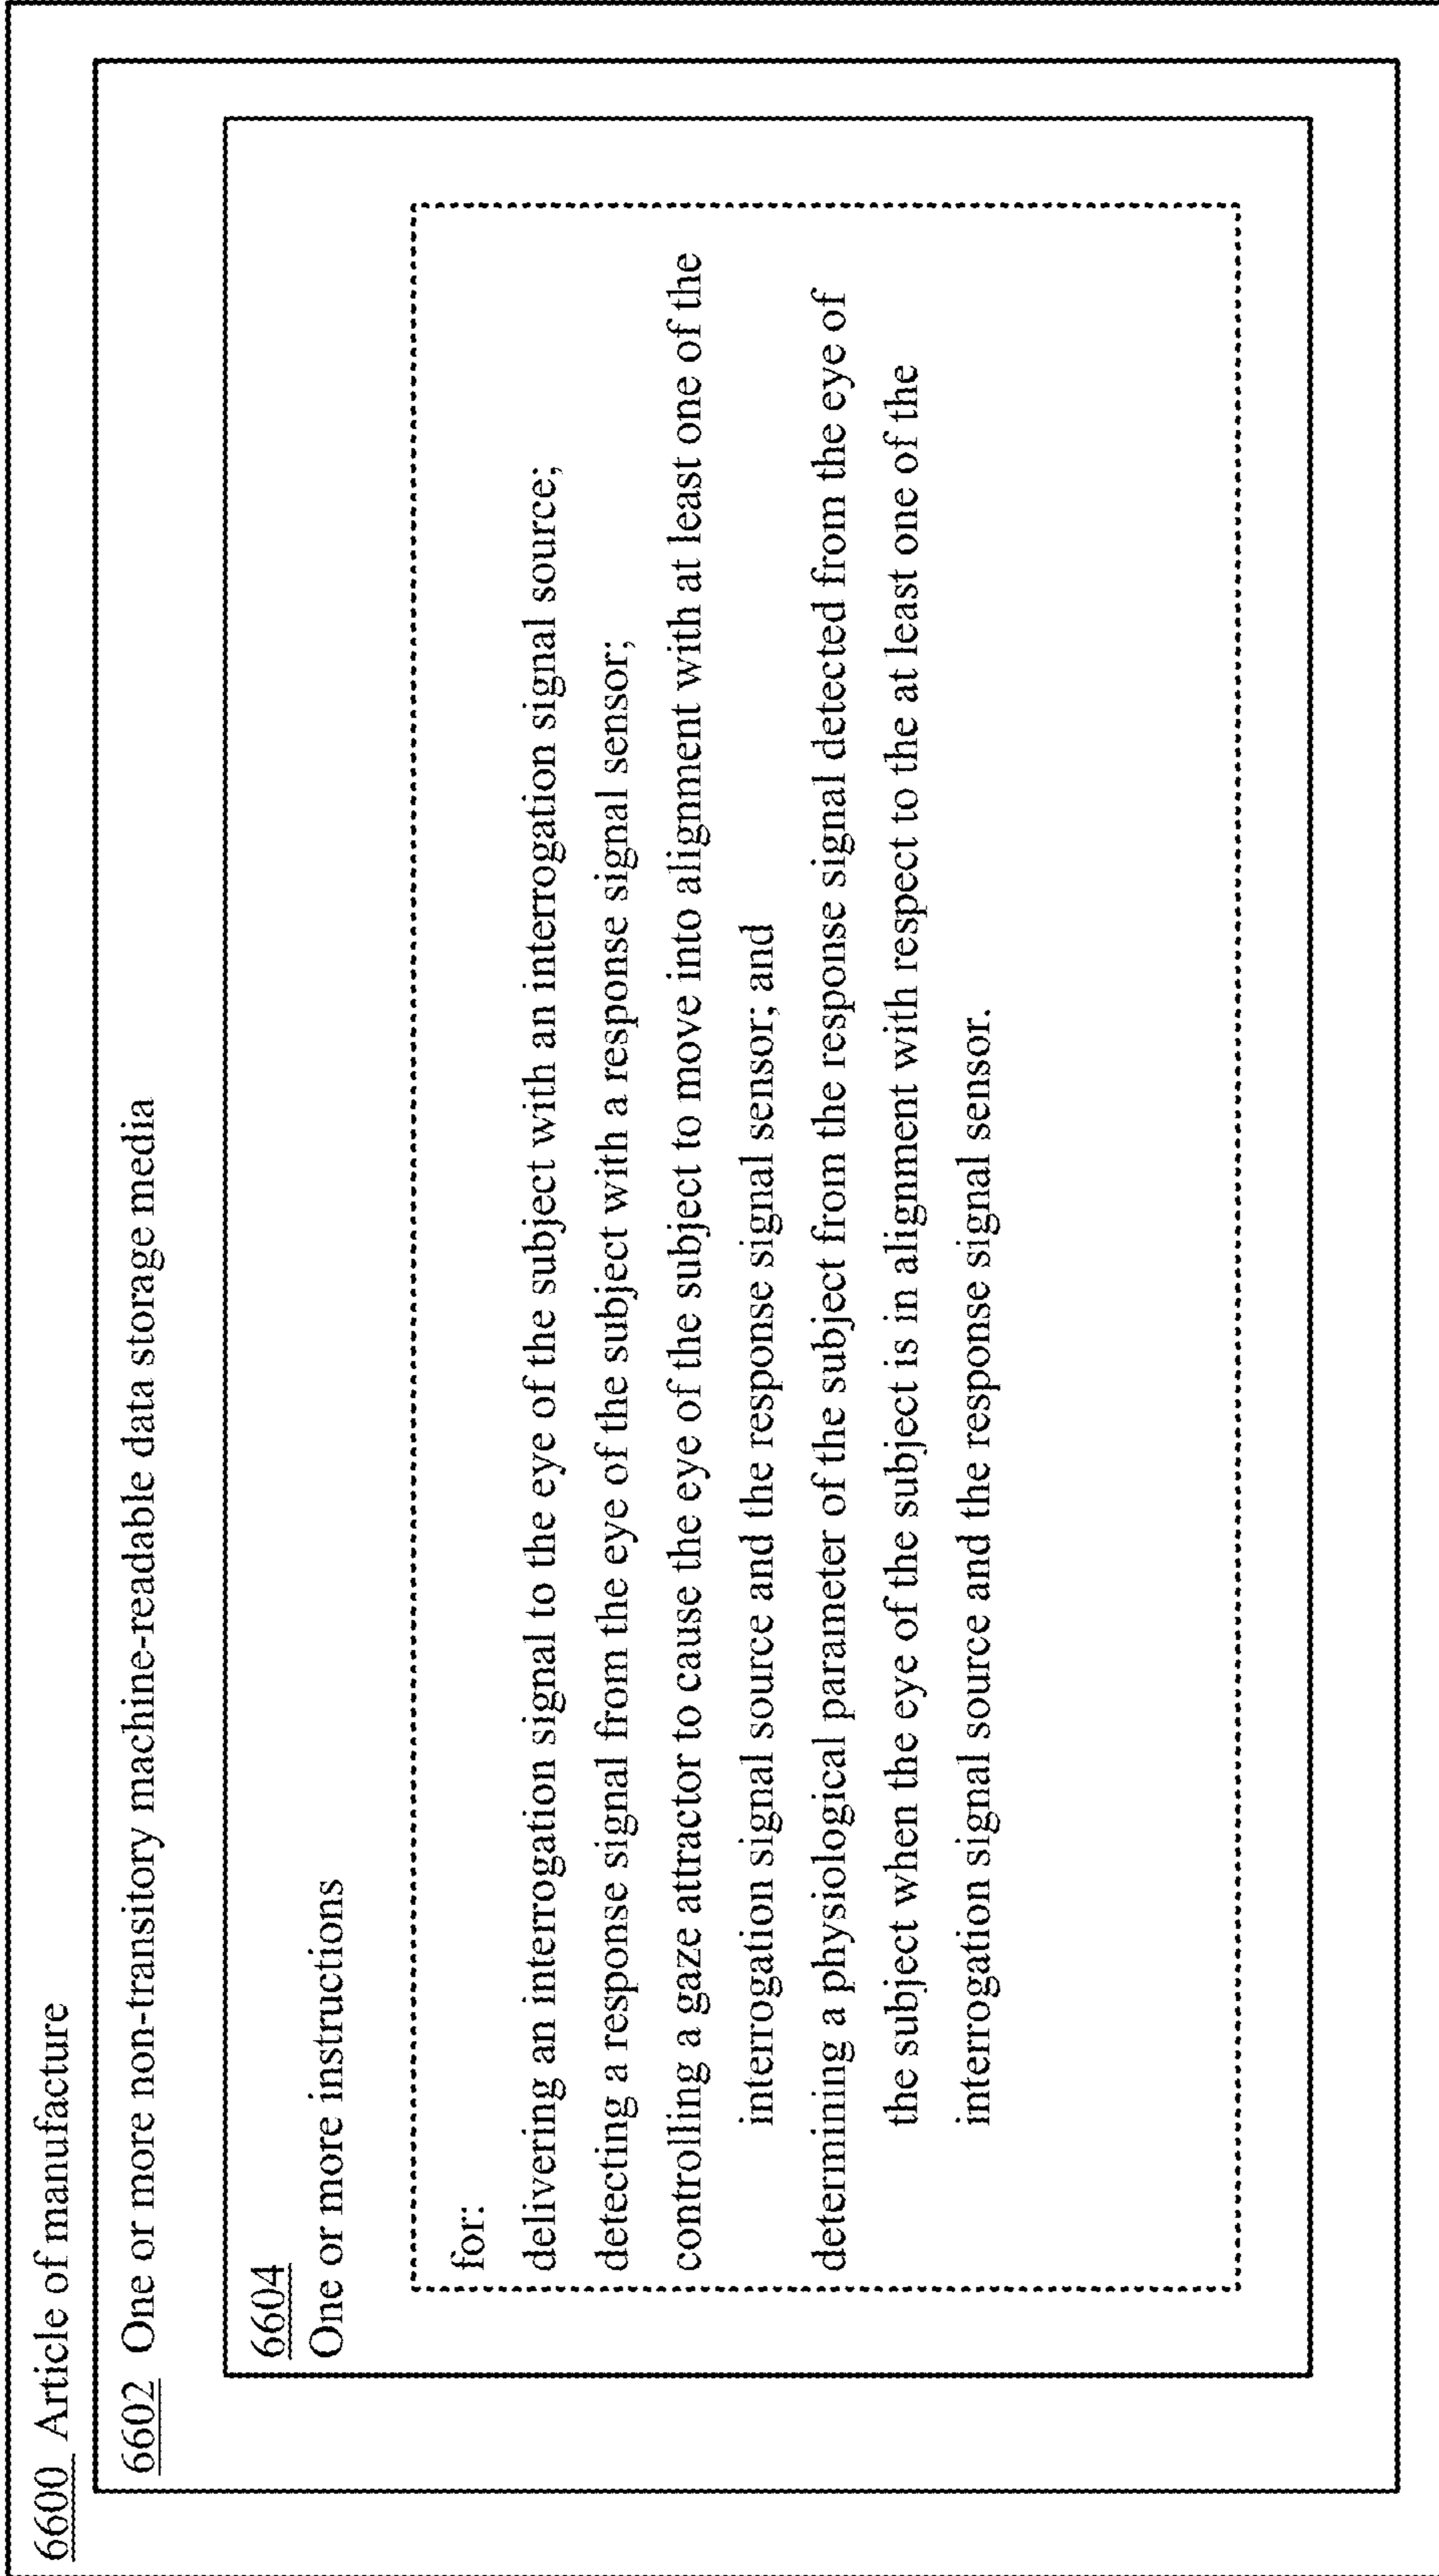 6600 Article of manufacture
6602 One or more non-transitory machine-readable data storage media
6604
One or more instructions
for:
delivering an interrogation signal to the eye of the subject with an interrogation signal source;
detecting a response signal from the eye of the subject with a response signal sensor;
controlling a gaze attractor to cause the eye of the subject to move into alignment with at least one of the
interrogation signal source and the response signal sensor; and
determining a physiological parameter of the subject from the response signal detected from the eye of
the subject when the eye of the subject is in alignment with respect to the at least one of the
interrogation signal source and the response signal sensor.